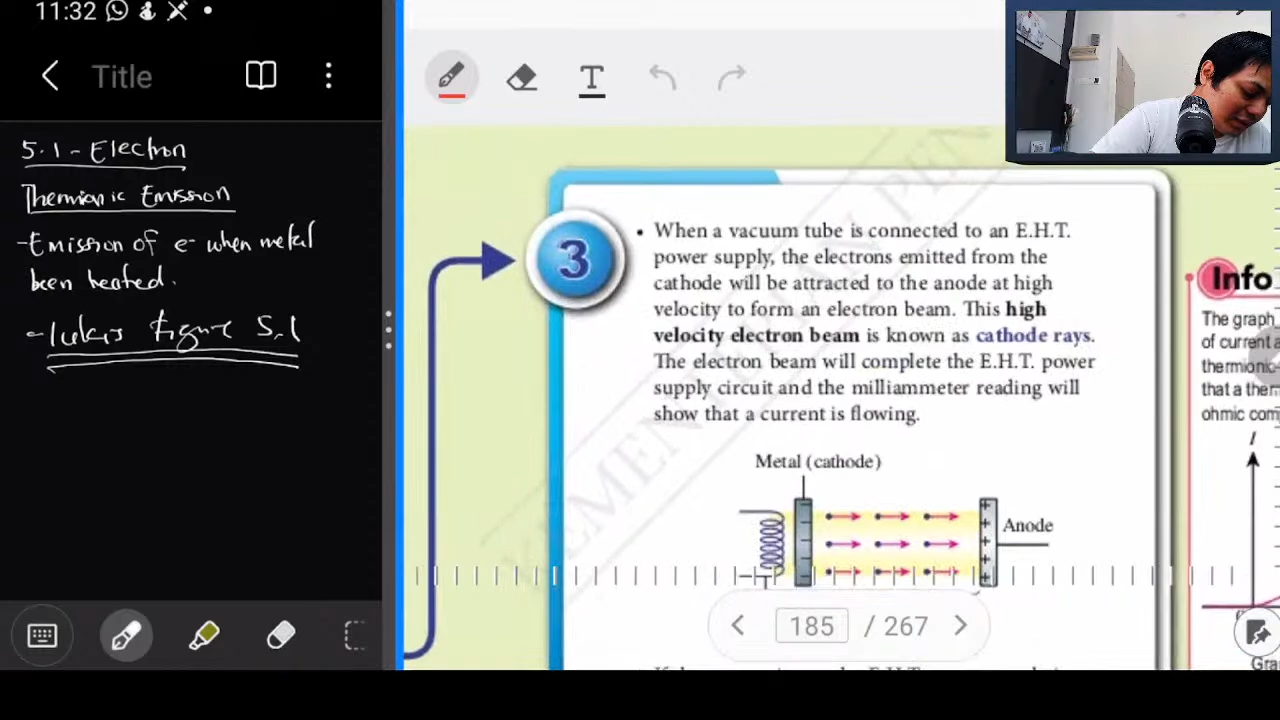 11:32
Title
5.1 - Electron
Thermionic Emission
- Emission of e- when metal
been heated.
- lukis figure 5.1
3
• When a vacuum tube is connected to an E.H.T.
power supply, the electrons emitted from the
cathode will be attracted to the anode at high
velocity to form an electron beam. This high
velocity electron beam is known as cathode rays.
The electron beam will complete the E.H.T. power
supply circuit and the milliammeter reading will
show that a current is flowing.
Metal (cathode)
Anode
185 / 267
Info
The graph
of current a
thermionic
that a ther
ohmic com
I
Gra
KEMENTERIAN PEN